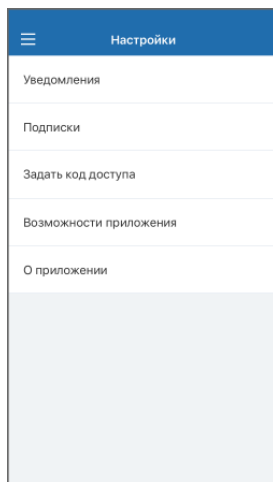 Настройки
Уведомления
Подписки
Задать код доступа
Возможности приложения
О приложении